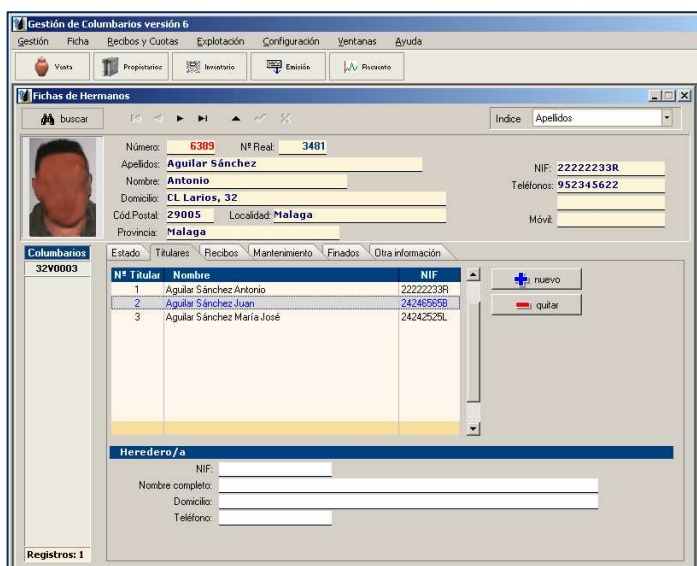 Gestión de Columbarios versión 6
Gestión Ficha Recibos y Cuotas Explotación Configuración Ventanas Ayuda
Venta Propietarios Inventario Emisión Recuento
Fichas de Hermanos
buscar Indice Apellidos
Número: 6389 Nº Real: 3481
Apellidos: Aguilar Sánchez NIF: 22222233R
Nombre: Antonio Teléfonos: 952345622
Domicilio: CL Larios, 32
Cód.Postal: 29005 Localidad: Malaga Móvil:
Provincia: Malaga
Columbarios Estado Titulares Recibos Mantenimiento Finados Otra información
32V0003
Nº Titular Nombre NIF
1 Aguilar Sánchez Antonio 22222233R nuevo
2 Aguilar Sánchez Juan 24246565B quitar
3 Aguilar Sánchez María José 24242525L
Heredero/a
NIF:
Nombre completo:
Domicilio:
Teléfono:
Registros: 1